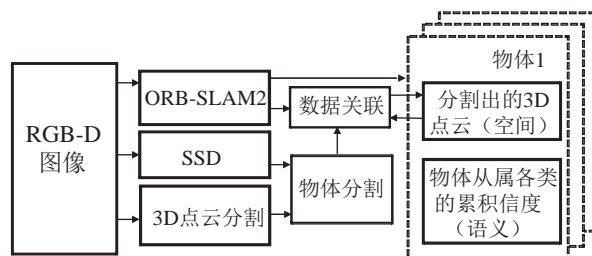 RGB-D
图像
ORB-SLAM2
SSD
3D点云分割
数据关联
物体分割
物体1
分割出的3D
点云（空间）
物体从属各类
的累积信度
（语义）